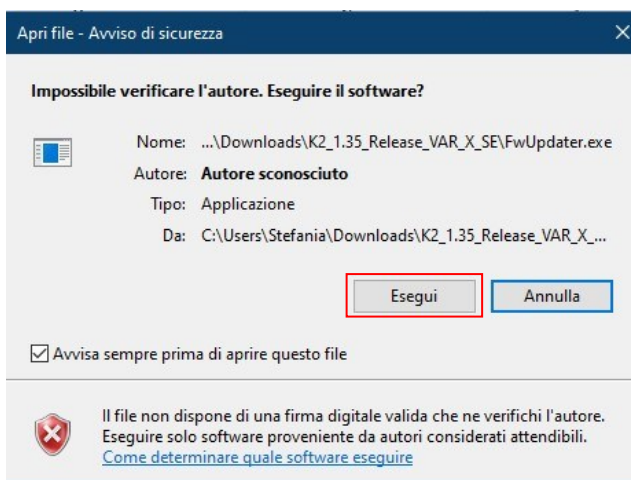 Apri file - Avviso di sicurezza
Impossibile verificare l'autore. Eseguire il software?
Nome: ...\Downloads\K2_1.35_Release_VAR_X_SE\FwUpdater.exe
Autore: Autore sconosciuto
Tipo: Applicazione
Da: C:\Users\Stefania\Downloads\K2_1.35_Release_VAR_X_...
Esegui Annulla
Avvisa sempre prima di aprire questo file
Il file non dispone di una firma digitale valida che ne verifichi l'autore.
Eseguire solo software proveniente da autori considerati attendibili.
Come determinare quale software eseguire